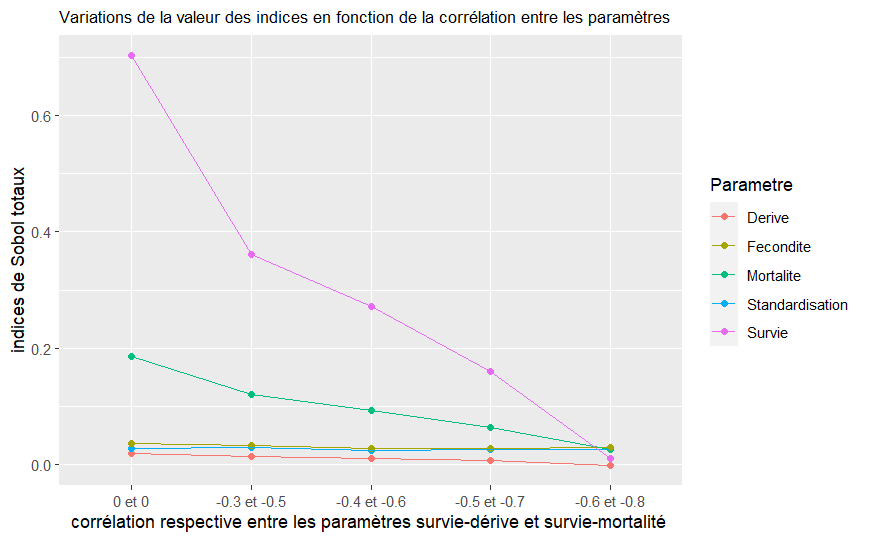 Variations de la valeur des indices en fonction de la corrélation entre les paramètres
indices de Sobol totaux
0.6
0.4
0.2
0.0
0 et 0
-0.3 et -0.5
-0.4 et -0.6
-0.5 et -0.7
-0.6 et -0.8
corrélation respective entre les paramètres survie-dérive et survie-mortalité
Parametre
Derive
Fecondite
Mortalite
Standardisation
Survie